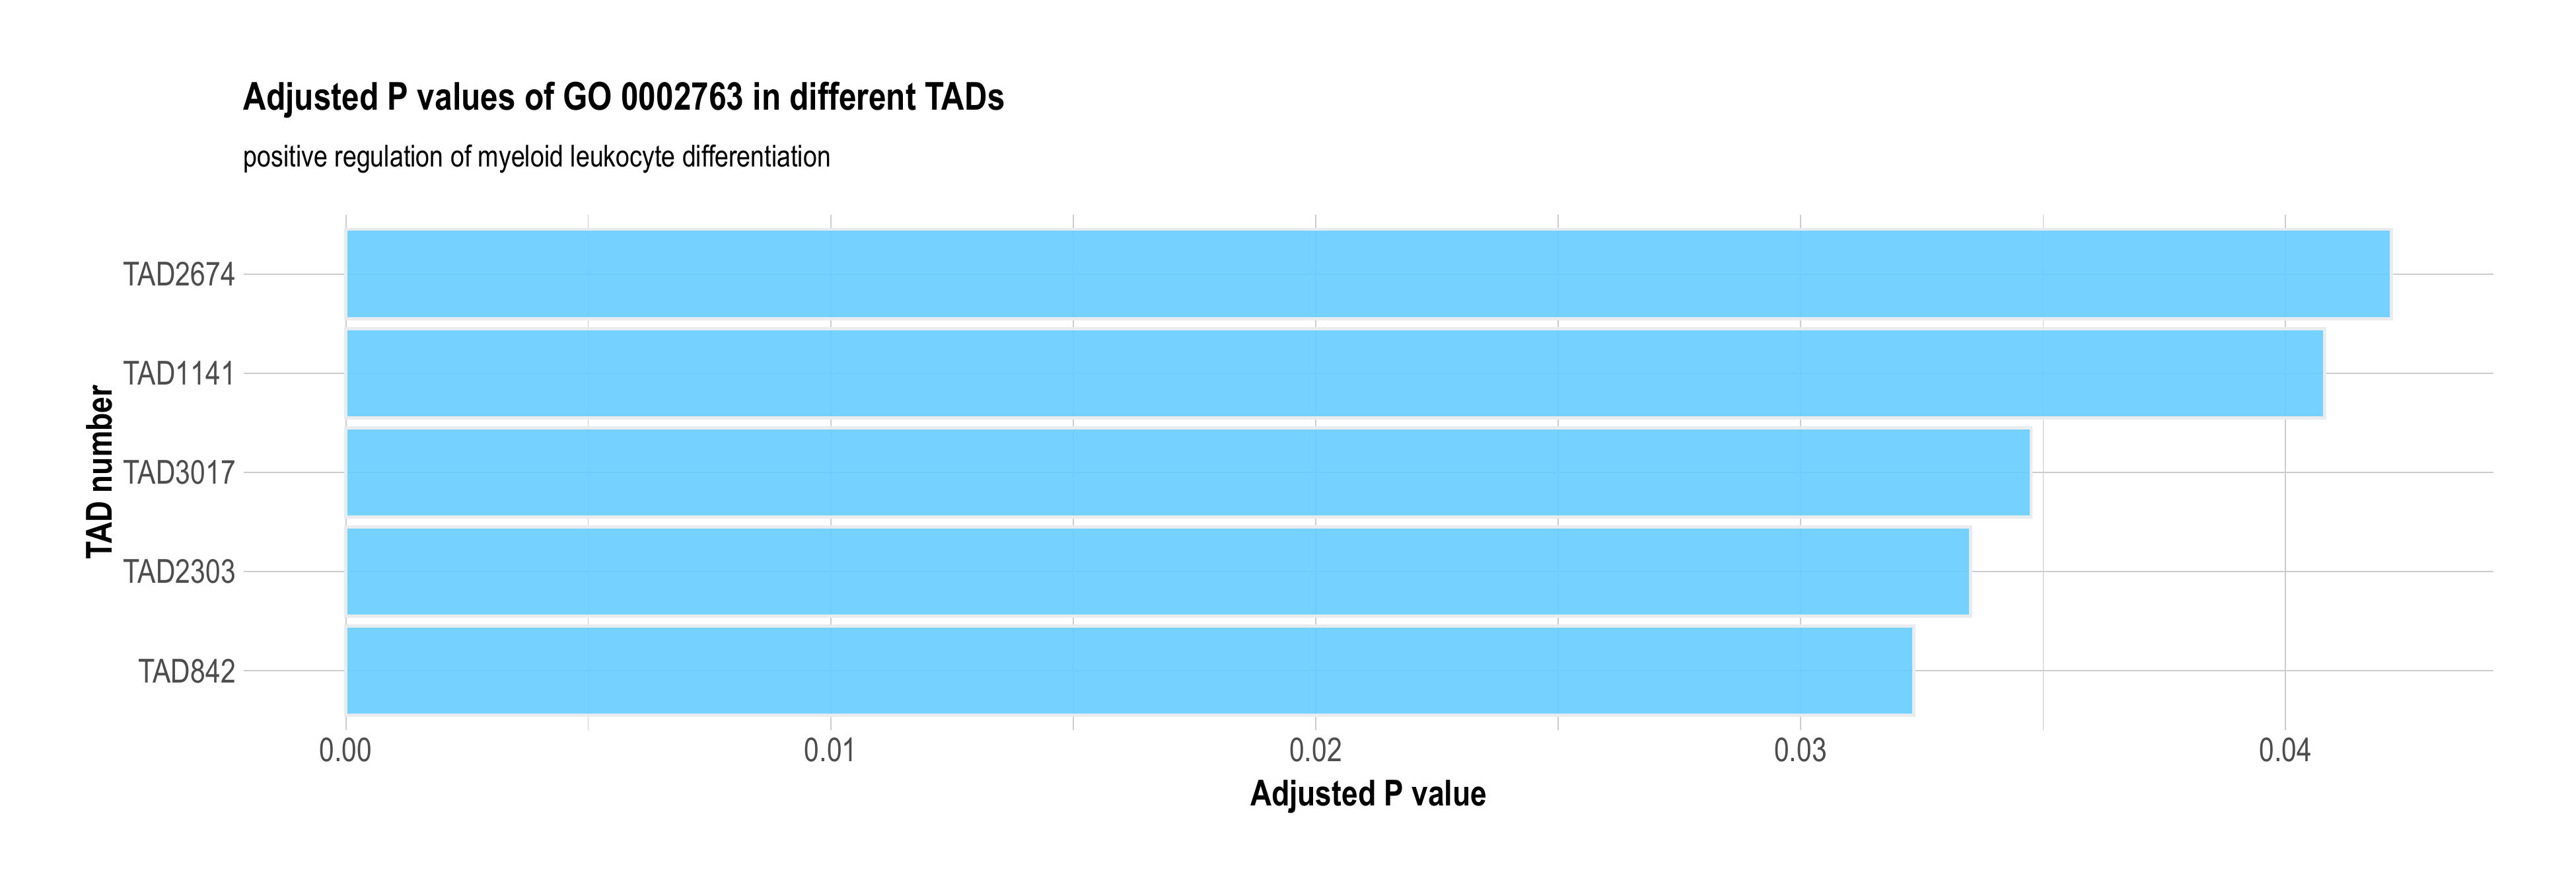 Adjusted P values of GO 0002763 in different TADs
positive regulation of myeloid leukocyte differentiation
TAD number
TAD2674
TAD1141
TAD3017
TAD2303
TAD842
0.00 0.01 0.02 0.03 0.04
Adjusted P value